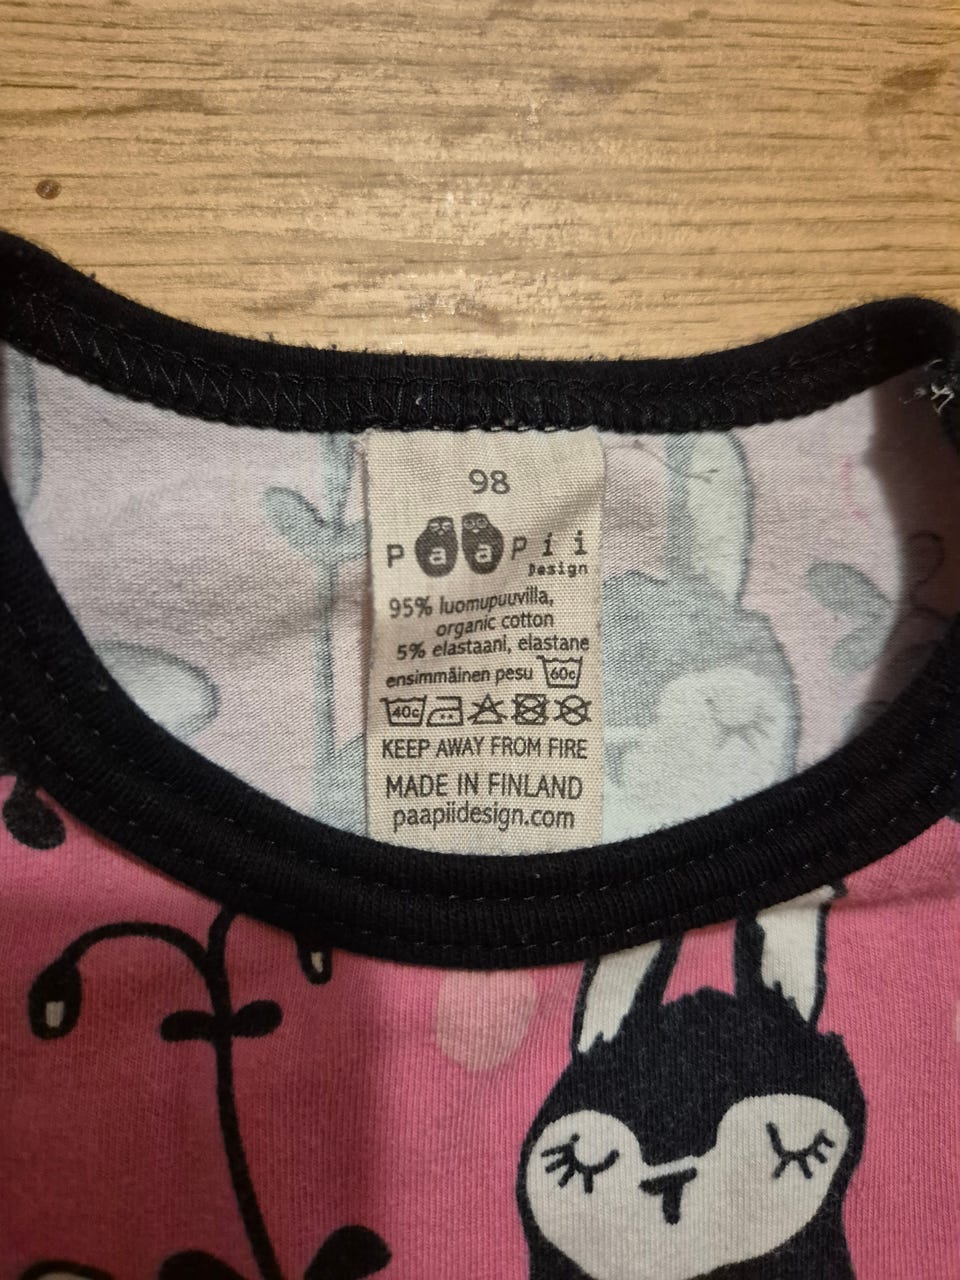 98
Paapii
Design
95% luomupuuvilla,
organic cotton
5% elastaani, elastane
ensimmäinen pesu 60c
40c
KEEP AWAY FROM FIRE
MADE IN FINLAND
paapiidesign.com